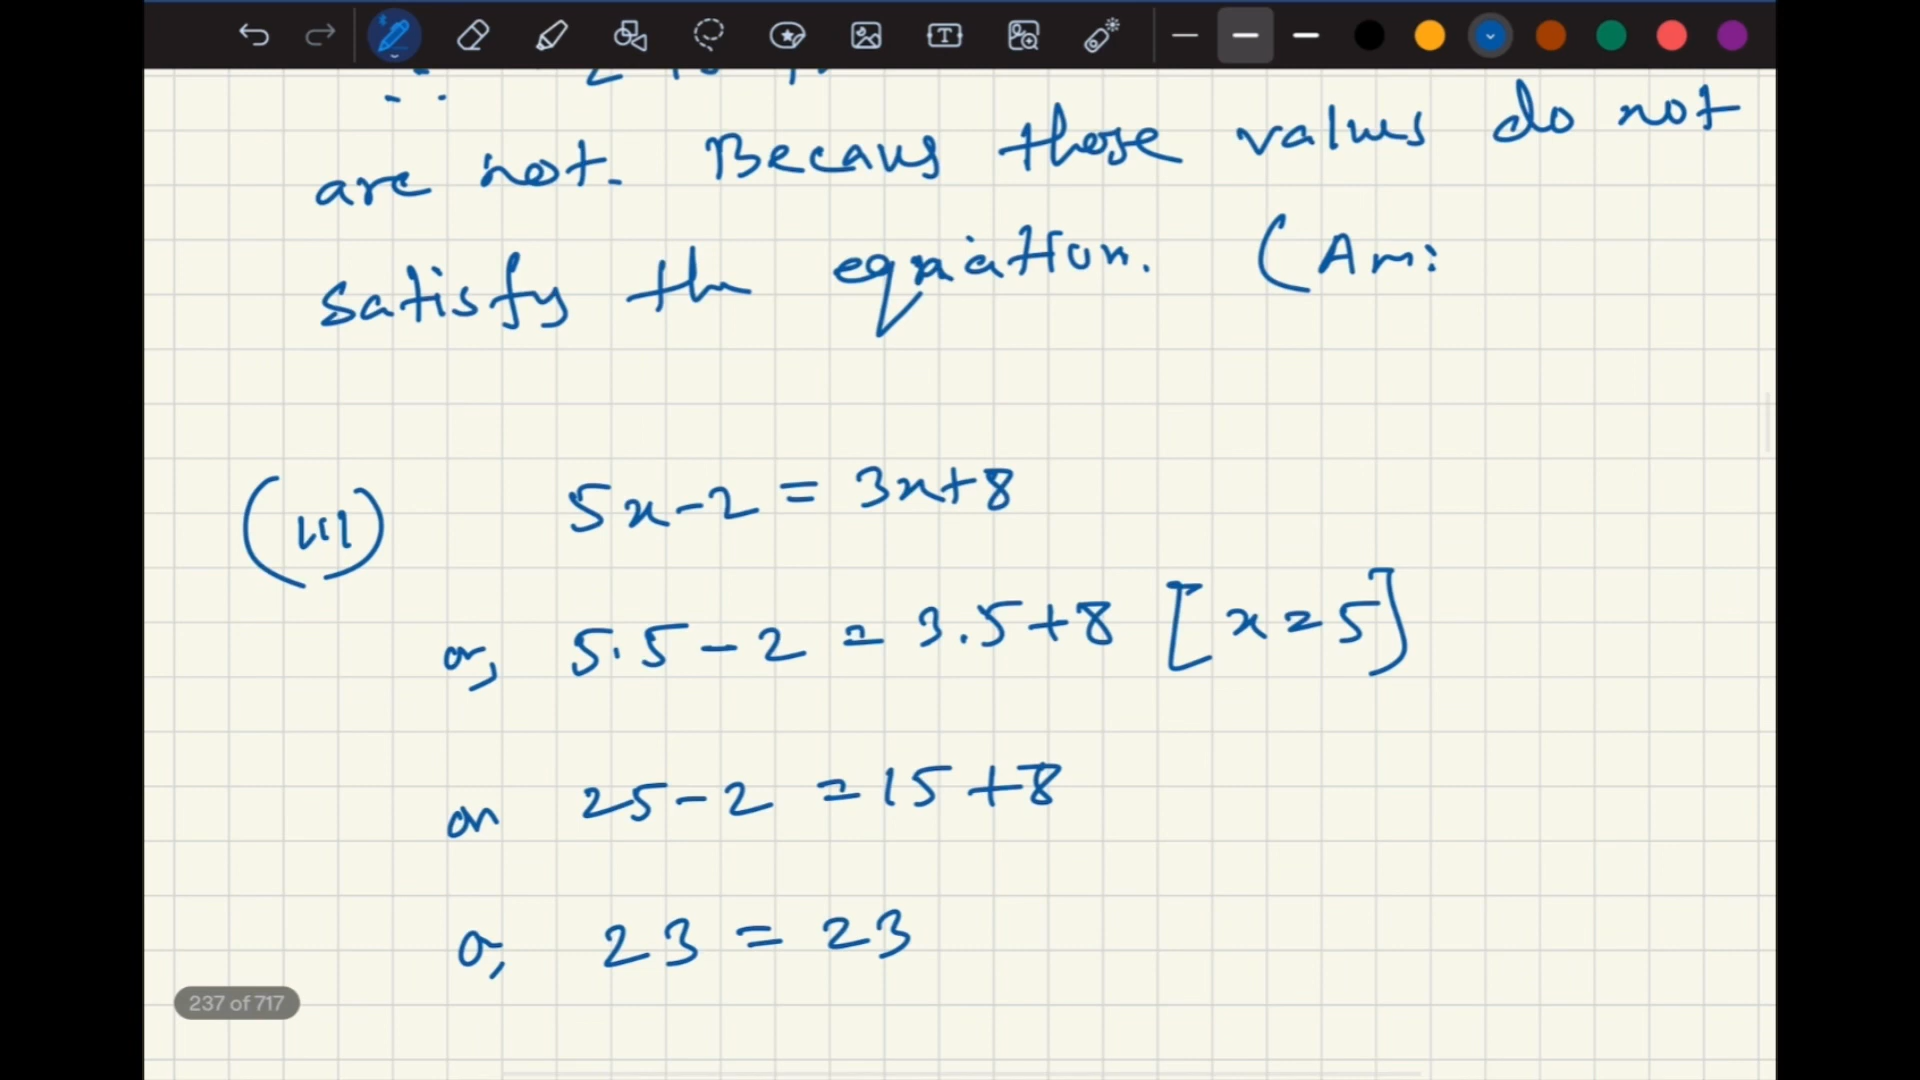 are not. Becaus these values do not
satisfy the equation. (Ans:
(iii) 5x-2 = 3x+8
or, 5.5-2 = 3.5+8 [x=5]
or 25-2 = 15+8
or, 23 = 23
237 of 717